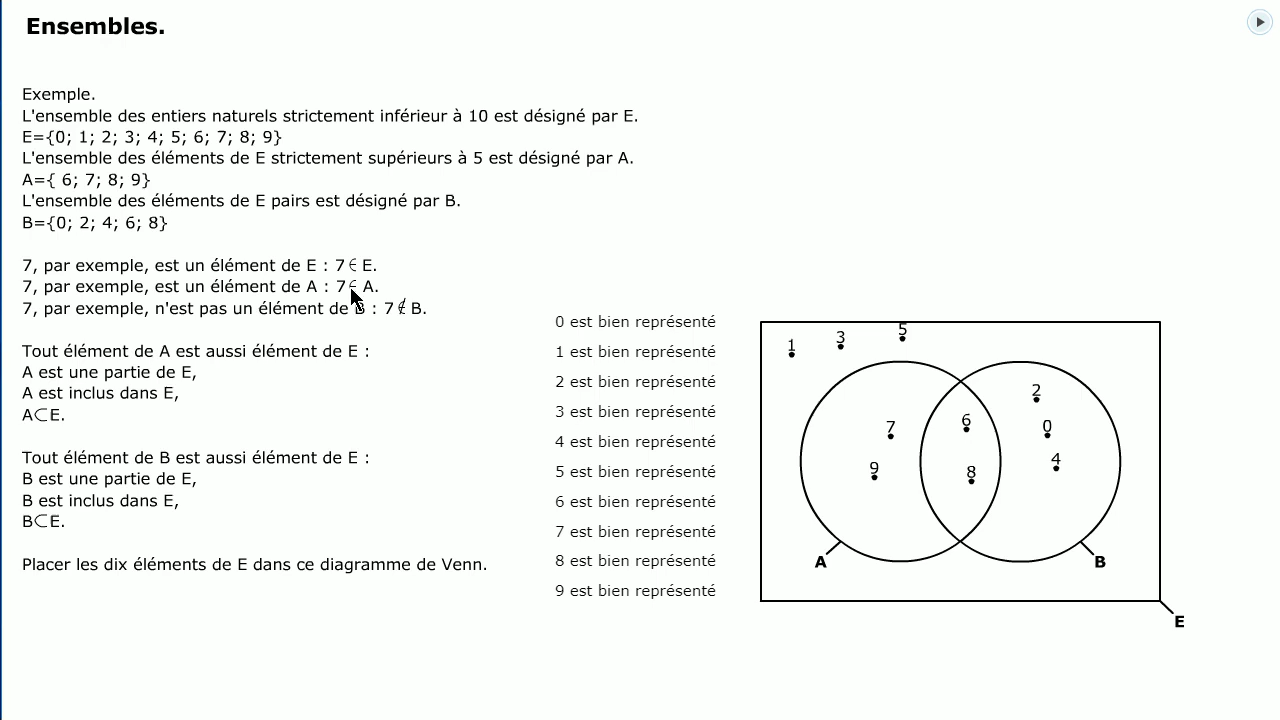 Ensembles.
Exemple.
L'ensemble des entiers naturels strictement inférieur à 10 est désigné par E.
E={0; 1; 2; 3; 4; 5; 6; 7; 8; 9}
L'ensemble des éléments de E strictement supérieurs à 5 est désigné par A.
A={ 6; 7; 8; 9}
L'ensemble des éléments de E pairs est désigné par B.
B={0; 2; 4; 6; 8}
7, par exemple, est un élément de E : 7∈E.
7, par exemple, est un élément de A : 7∈A.
7, par exemple, n'est pas un élément de B : 7∉B.
Tout élément de A est aussi élément de E :
A est une partie de E,
A est inclus dans E,
A⊂E.
Tout élément de B est aussi élément de E :
B est une partie de E,
B est inclus dans E,
B⊂E.
Placer les dix éléments de E dans ce diagramme de Venn.
0 est bien représenté
1 est bien représenté
2 est bien représenté
3 est bien représenté
4 est bien représenté
5 est bien représenté
6 est bien représenté
7 est bien représenté
8 est bien représenté
9 est bien représenté
1 3 5
2
7 6 0
9 8 4
A B
E